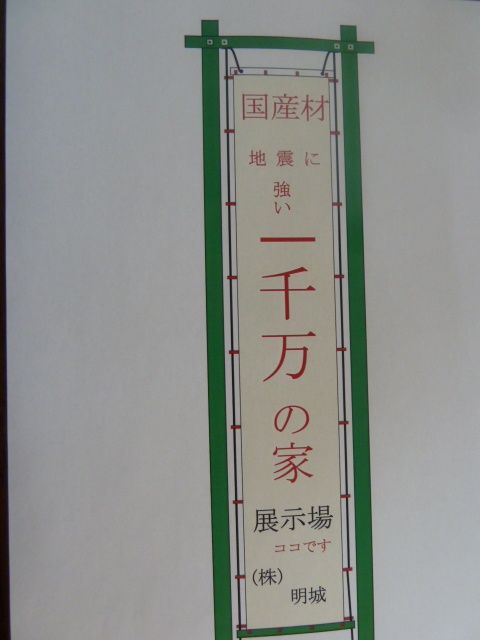 国産材
地震に
強い
一千万の家
展示場
ココです
(株)
明城